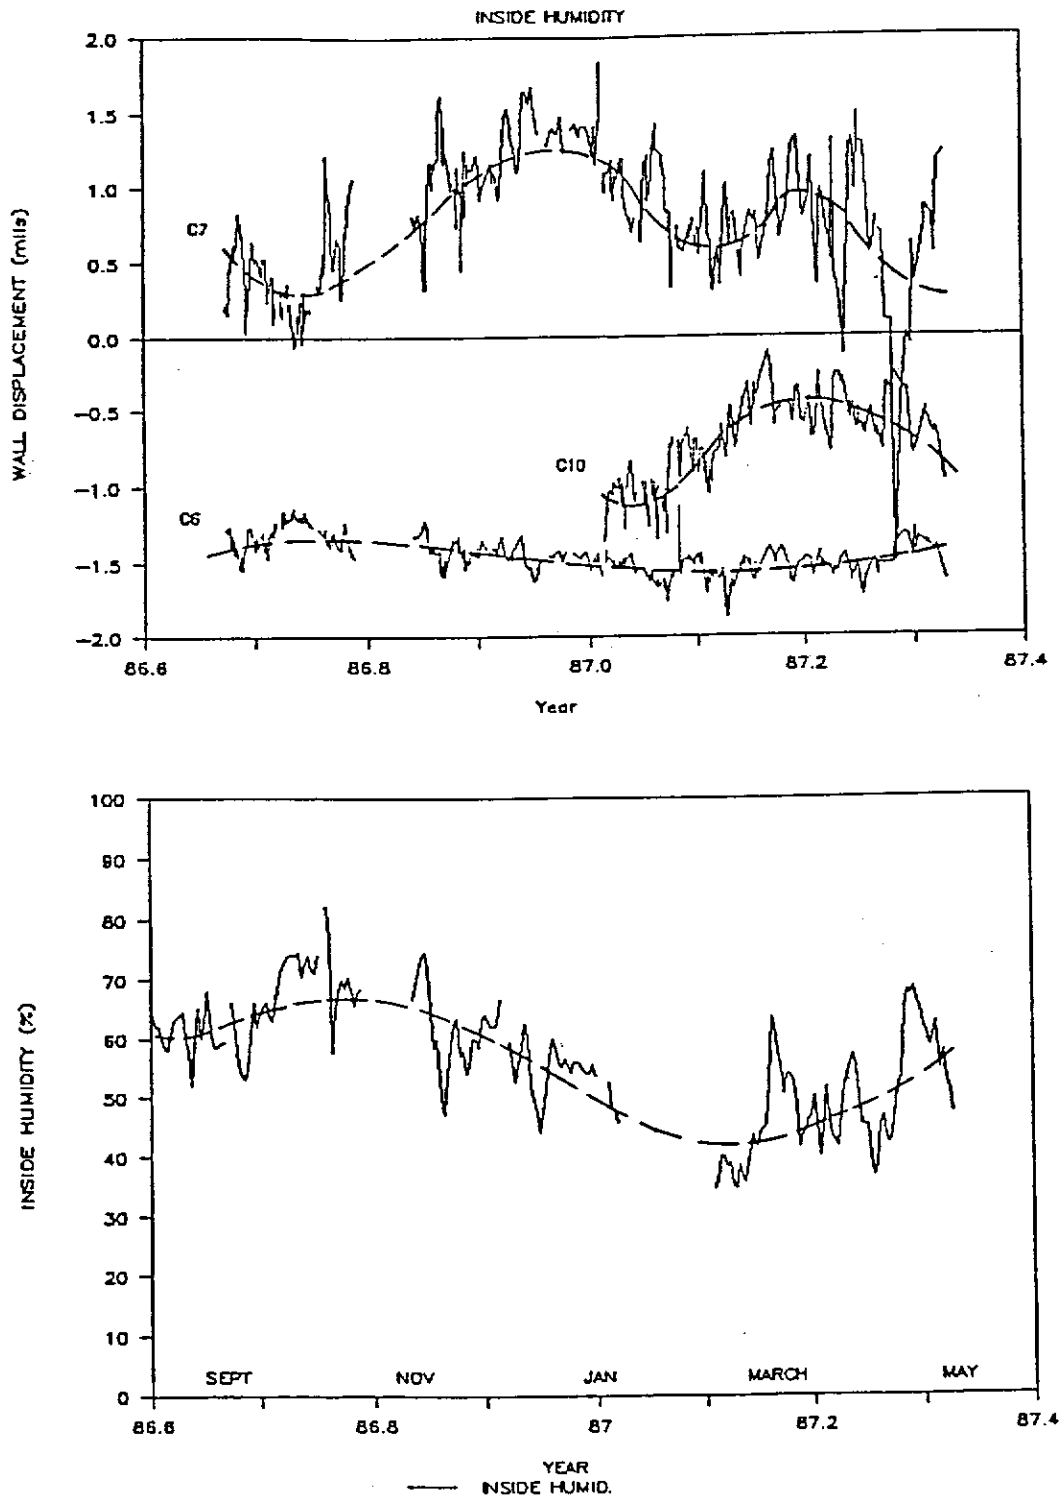 INSIDE HUMIDITY
2.0
1.5
1.0
0.5
0.0
−0.5
−1.0
−1.5
−2.0
WALL DISPLACEMENT (mils)
C7
C10
C6
86.6
86.8
87.0
87.2
87.4
Year
100
90
80
70
60
50
40
30
20
10
0
INSIDE HUMIDITY (%)
SEPT
NOV
JAN
MARCH
MAY
86.6
86.8
87
87.2
87.4
YEAR
INSIDE HUMID.